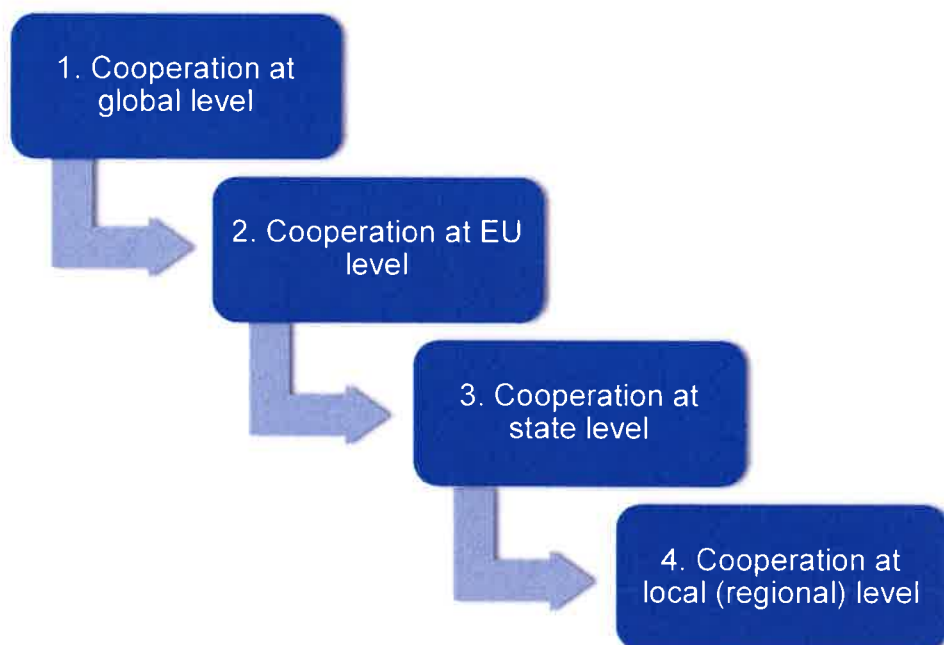 1. Cooperation at
global level
2. Cooperation at EU
level
3. Cooperation at
state level
4. Cooperation at
local (regional) level